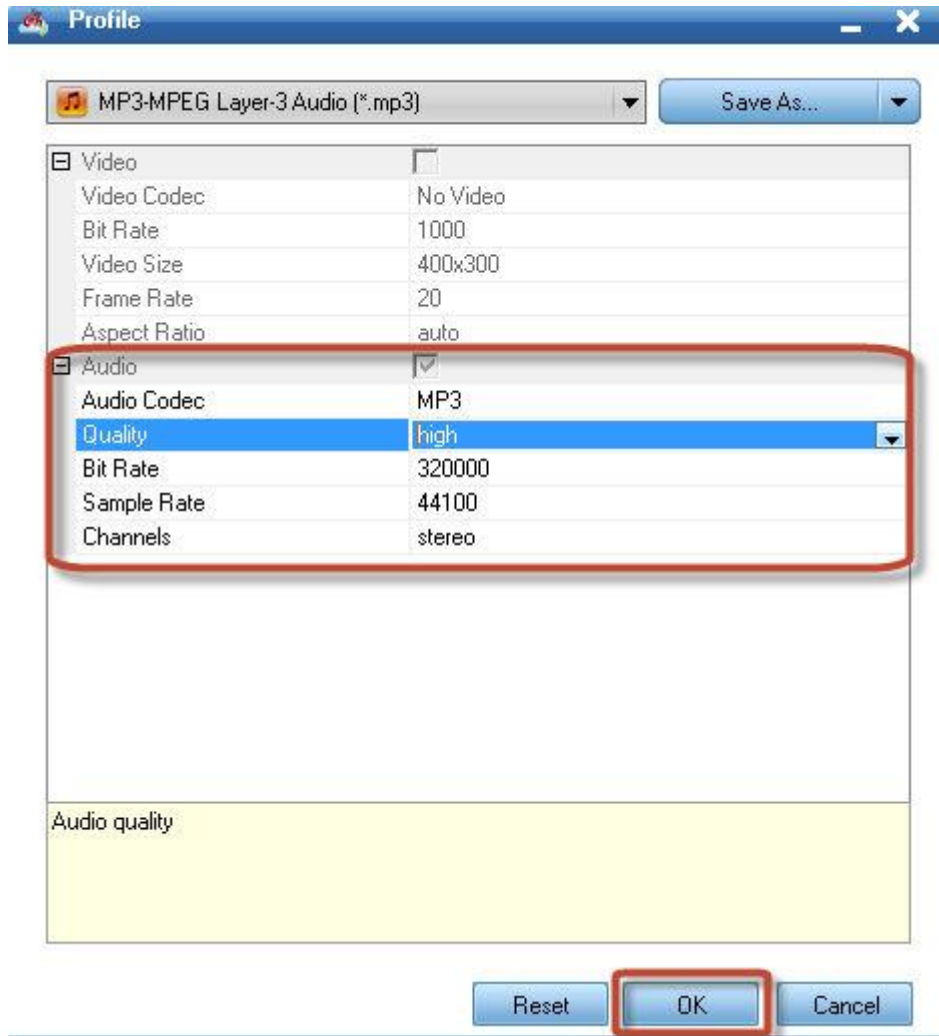 Profile
MP3-MPEG Layer-3 Audio (*.mp3)
Save As...
Video
Video Codec No Video
Bit Rate 1000
Video Size 400x300
Frame Rate 20
Aspect Ratio auto
Audio
Audio Codec MP3
Quality high
Bit Rate 320000
Sample Rate 44100
Channels stereo
Audio quality
Reset OK Cancel